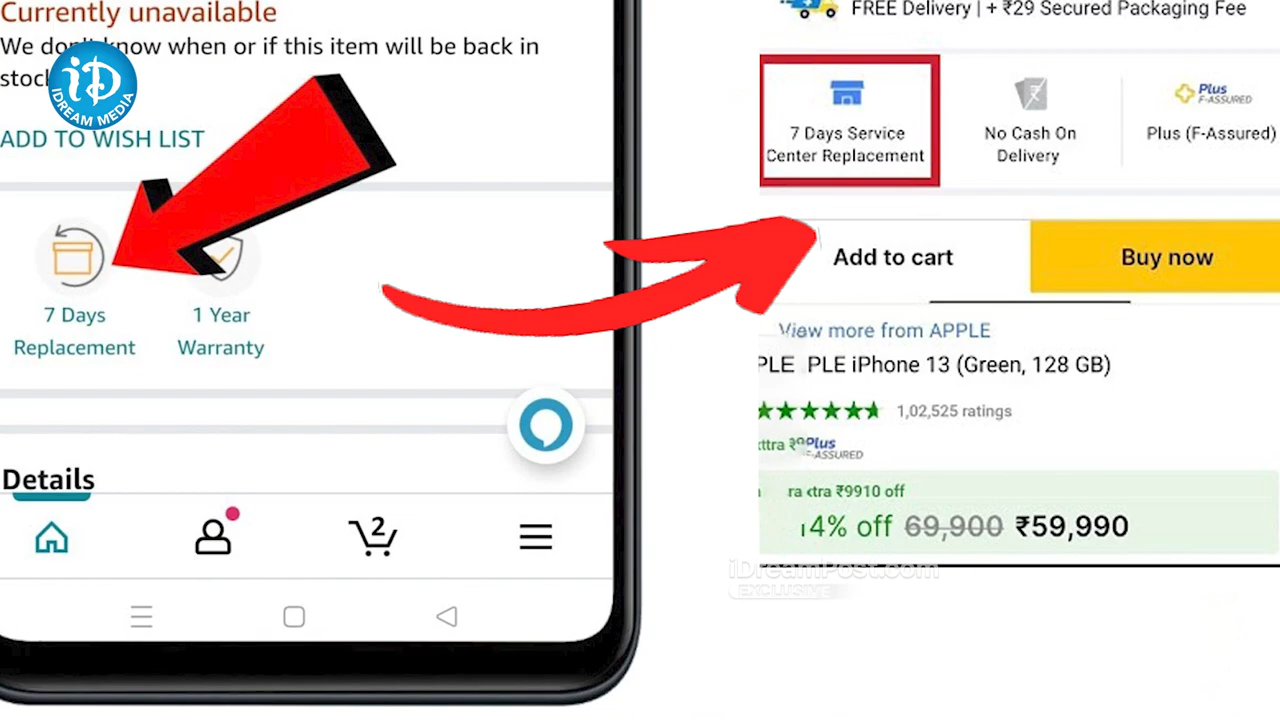 Currently unavailable
We don't know when or if this item will be back in
stock
iD
IDREAM MEDIA
ADD TO WISH LIST
7 Days
Replacement
1 Year
Warranty
Details
2
FREE Delivery | + ₹29 Secured Packaging Fee
7 Days Service
Center Replacement
No Cash On
Delivery
Plus
F-ASSURED
Plus (F-Assured)
Add to cart
Buy now
View more from APPLE
PLE PLE iPhone 13 (Green, 128 GB)
1,02,525 ratings
Plus
F-ASSURED
xtra ₹9910 off
4% off 69,900 ₹59,990
iDreamPost.com
EXCLUSIVE